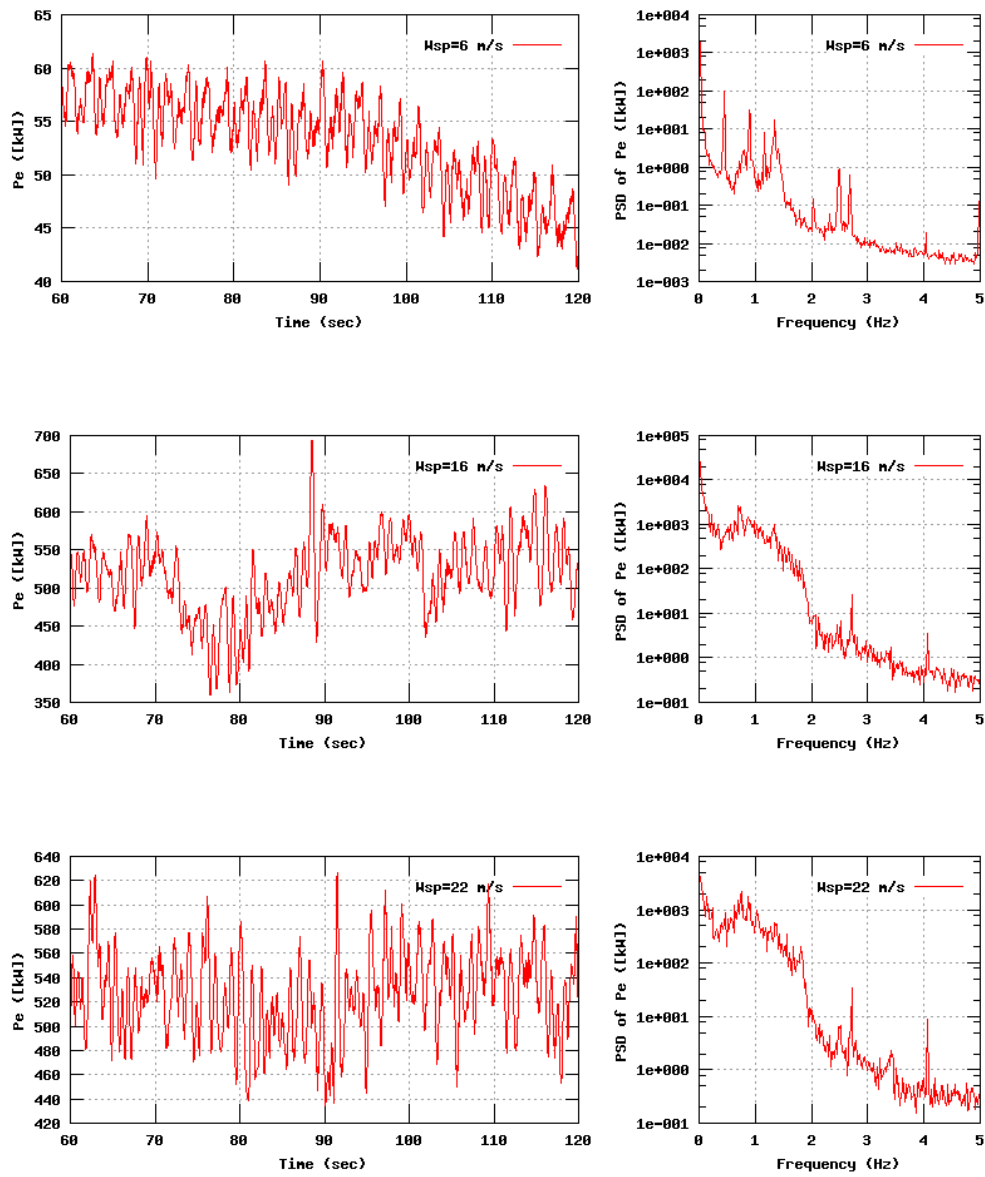 65
60
55
50
45
40
Pe ([kW])
Wsp=6 m/s
60 70 80 90 100 110 120
Time (sec)
1e+004
1e+003
1e+002
1e+001
1e+000
1e-001
1e-002
1e-003
PSD of Pe ([kW])
Wsp=6 m/s
0 1 2 3 4 5
Frequency (Hz)
700
650
600
550
500
450
400
350
Pe ([kW])
Wsp=16 m/s
60 70 80 90 100 110 120
Time (sec)
1e+005
1e+004
1e+003
1e+002
1e+001
1e+000
1e-001
PSD of Pe ([kW])
Wsp=16 m/s
0 1 2 3 4 5
Frequency (Hz)
640
620
600
580
560
540
520
500
480
460
440
420
Pe ([kW])
Wsp=22 m/s
60 70 80 90 100 110 120
Time (sec)
1e+004
1e+003
1e+002
1e+001
1e+000
1e-001
PSD of Pe ([kW])
Wsp=22 m/s
0 1 2 3 4 5
Frequency (Hz)